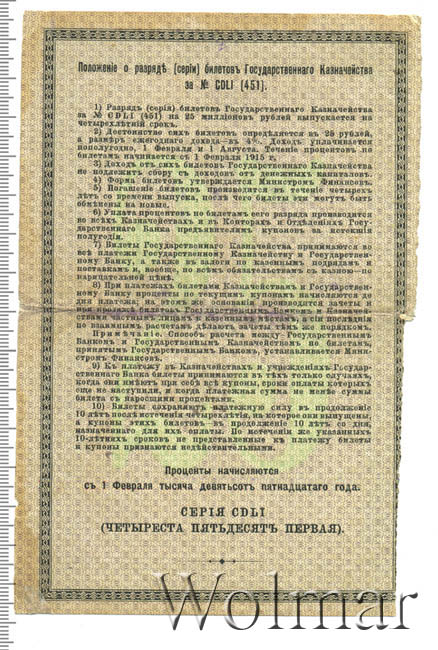 Положеніе о разрядѣ (серіи) билетовъ Государственнаго Казначейства
за № CDLI (451).
1) Разрядъ (серія) билетовъ Государственнаго Казначейства
за № CDLI (451) на 25 милліоновъ рублей выпускается на
четырехлѣтній срокъ.
2) Достоинство сихъ билетовъ опредѣляется въ 25 рублей,
а размѣръ ежегоднаго дохода въ 4%. Доходъ уплачивается
пополугодно, 1 Февраля и 1 Августа. Теченіе процентовъ по
билетамъ начинается съ 1 Февраля 1915 г.
3) Доходъ отъ сихъ билетовъ Государственнаго Казначейства
не подлежитъ сбору съ доходовъ отъ денежныхъ капиталовъ.
4) Форма билетовъ утверждается Министромъ Финансовъ.
5) Погашеніе билетовъ производится въ теченіе четырехъ
лѣтъ со времени выпуска, послѣ чего билеты эти могутъ быть
обмѣнены на новые.
6) Уплата процентовъ по билетамъ сего разряда производится
во всѣхъ Казначействахъ и въ Конторахъ и Отдѣленіяхъ Государ-
ственнаго Банка предъявителямъ купоновъ за истекшія
полугодія.
7) Билеты Государственнаго Казначейства принимаются во
всѣ платежи Государственному Казначейству и Государствен-
ному Банку, а также въ залоги по казеннымъ подрядамъ и
поставкамъ и, вообще, по всѣмъ обязательствамъ съ казною—по
нарицательной цѣнѣ.
8) При платежахъ билетами Казначействамъ и Государствен-
ному Банку проценты по текущимъ купонамъ начисляются по
дни платежа; на этомъ же основаніи производятся зачеты и
при продажѣ билетовъ Государственнымъ Банкомъ и Казначей-
ствами частнымъ лицамъ и казеннымъ мѣстамъ, а сіи послѣднія
по взаимнымъ расчетамъ дѣлаютъ зачеты тѣмъ же порядкомъ.
Примѣчаніе. Способъ расчета между Государственнымъ
Банкомъ и Государственнымъ Казначействомъ по билетамъ,
принятымъ Государственнымъ Банкомъ, устанавливается Мини-
стромъ Финансовъ.
9) Къ платежу въ Казначействахъ и учрежденіяхъ Государ-
ственнаго Банка билеты принимаются въ тѣхъ только случаяхъ,
когда они имѣютъ при себѣ всѣ купоны, сроки оплаты которыхъ
еще не наступили, и когда платежная сумма не менѣе суммы
билета съ наросшими процентами.
10) Билеты сохраняютъ платежную силу въ продолженіе
10 лѣтъ послѣ истеченія четырехлѣтія, на которое они выпущены,
а купоны этихъ билетовъ—въ продолженіе 10 лѣтъ со дня,
назначеннаго для ихъ оплаты. По истеченіи же указанныхъ
10-лѣтнихъ сроковъ не представленные къ платежу билеты
и купоны признаются недѣйствительными.
Проценты начисляются
съ 1 Февраля тысяча девятьсотъ пятнадцатаго года.
СЕРІЯ CDLI
(ЧЕТЫРЕСТА ПЯТЬДЕСЯТЪ ПЕРВАЯ).
Wolmar